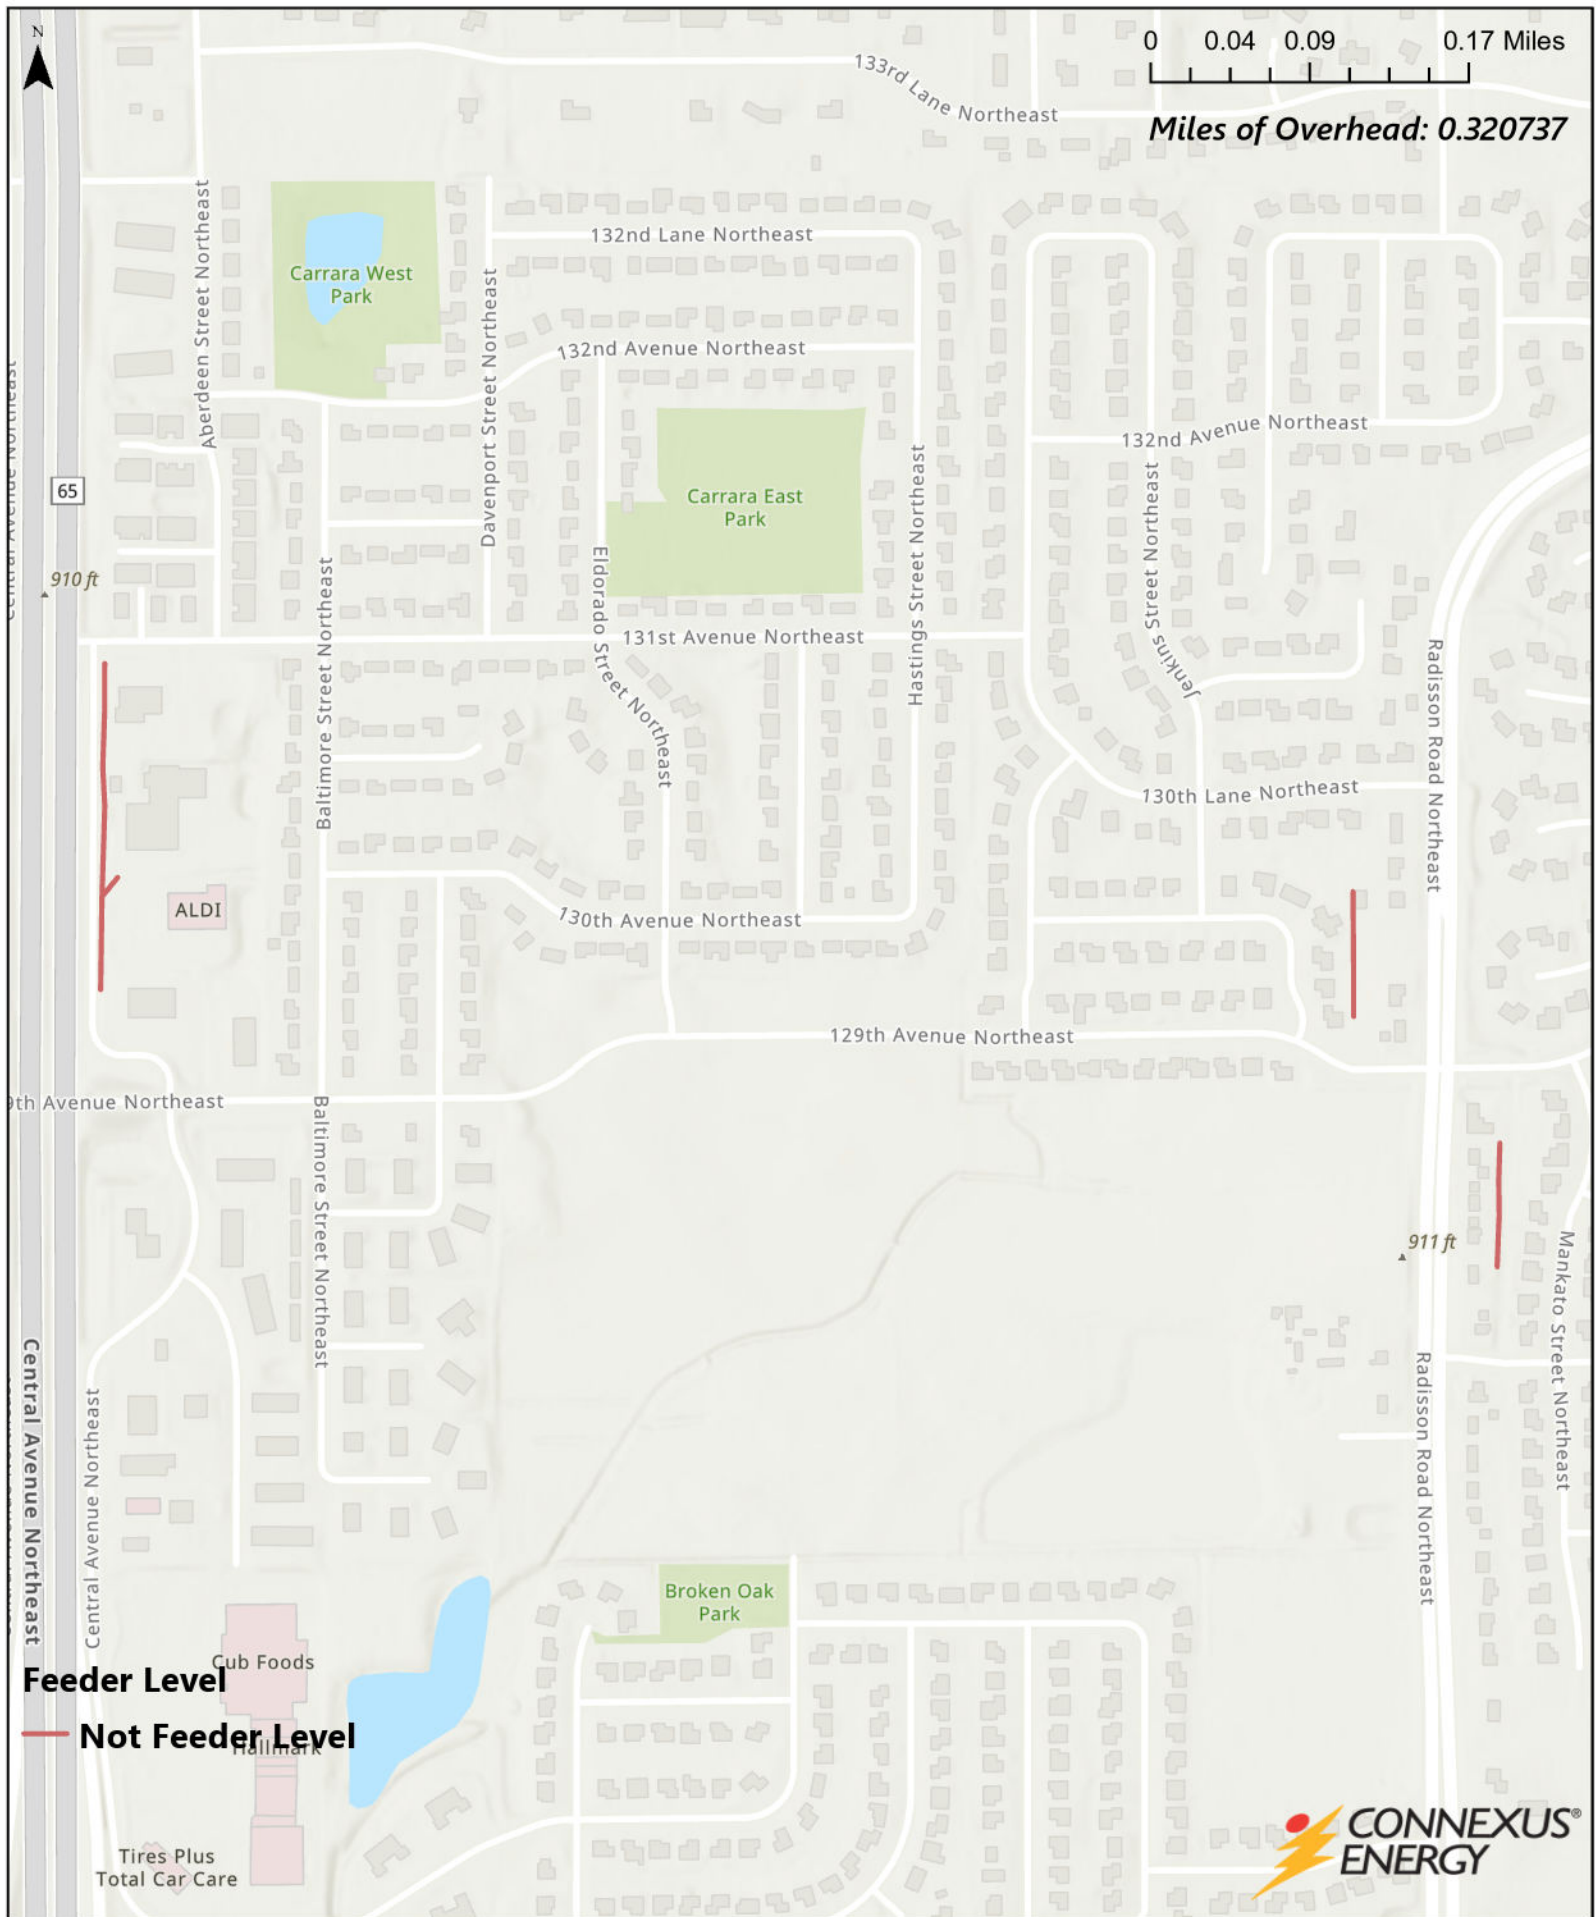 N
0 0.04 0.09 0.17 Miles
Miles of Overhead: 0.320737
133rd Lane Northeast
Aberdeen Street Northeast
Carrara West
Park
132nd Lane Northeast
Davenport Street Northeast
132nd Avenue Northeast
132nd Avenue Northeast
Central Avenue Northeast
65
Carrara East
Park
Hastings Street Northeast
Jenkins Street Northeast
910 ft
Eldorado Street Northeast
Baltimore Street Northeast
131st Avenue Northeast
Radisson Road Northeast
130th Lane Northeast
ALDI
130th Avenue Northeast
129th Avenue Northeast
9th Avenue Northeast
Baltimore Street Northeast
911 ft
Mankato Street Northeast
Central Avenue Northeast
Central Avenue Northeast
Radisson Road Northeast
Broken Oak
Park
Cub Foods
Feeder Level
Not Feeder Level
Hallmark
Tires Plus
Total Car Care
CONNEXUS®
ENERGY